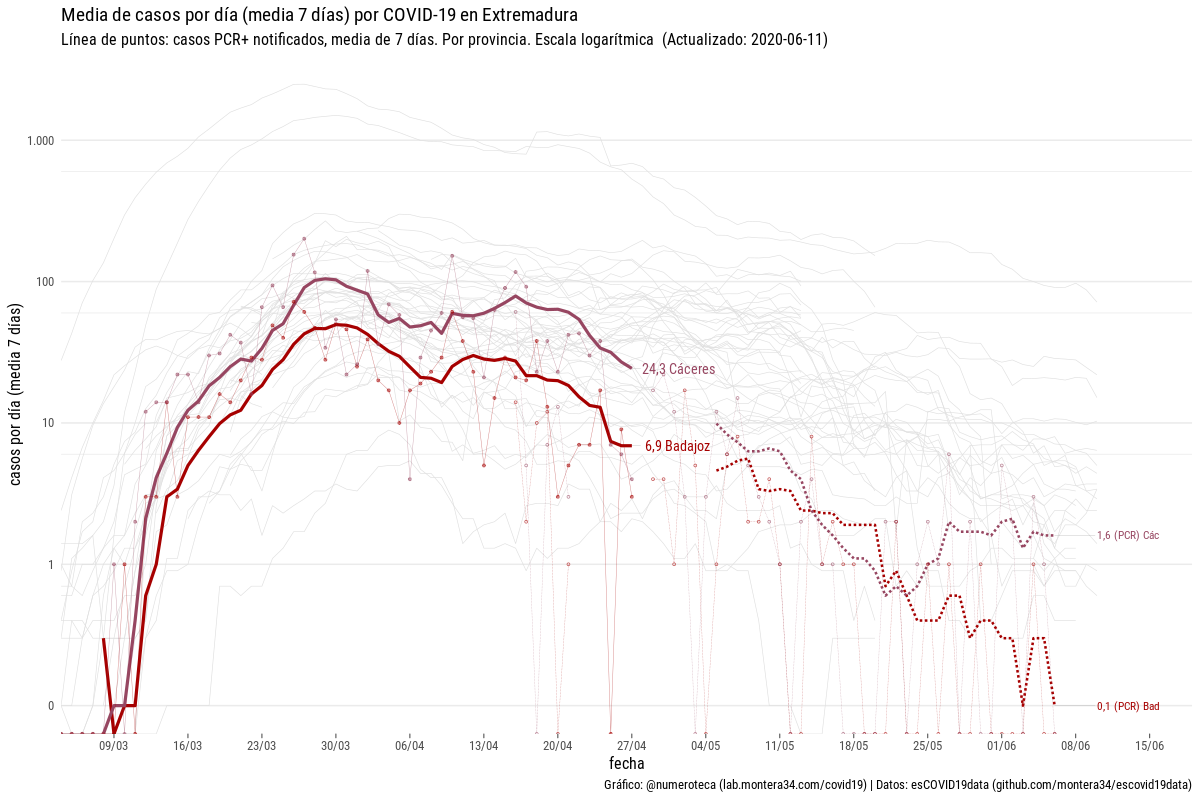 Media de casos por día (media 7 días) por COVID-19 en Extremadura
Línea de puntos: casos PCR+ notificados, media de 7 días. Por provincia. Escala logarítmica (Actualizado: 2020-06-11)
casos por día (media 7 días)
1.000
100
10
1
0
24,3 Cáceres
6,9 Badajoz
1,6 (PCR) Các
0,1 (PCR) Bad
09/03
16/03
23/03
30/03
06/04
13/04
20/04
27/04
04/05
11/05
18/05
25/05
01/06
08/06
15/06
fecha
Gráfico: @numeroteca (lab.montera34.com/covid19) | Datos: esCOVID19data (github.com/montera34/escovid19data)